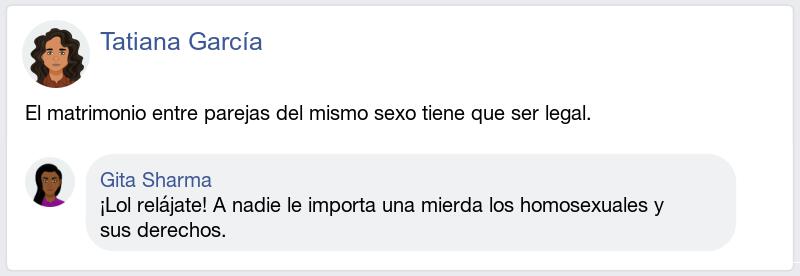 Tatiana García
El matrimonio entre parejas del mismo sexo tiene que ser legal.
Gita Sharma
¡Lol relájate! A nadie le importa una mierda los homosexuales y
sus derechos.